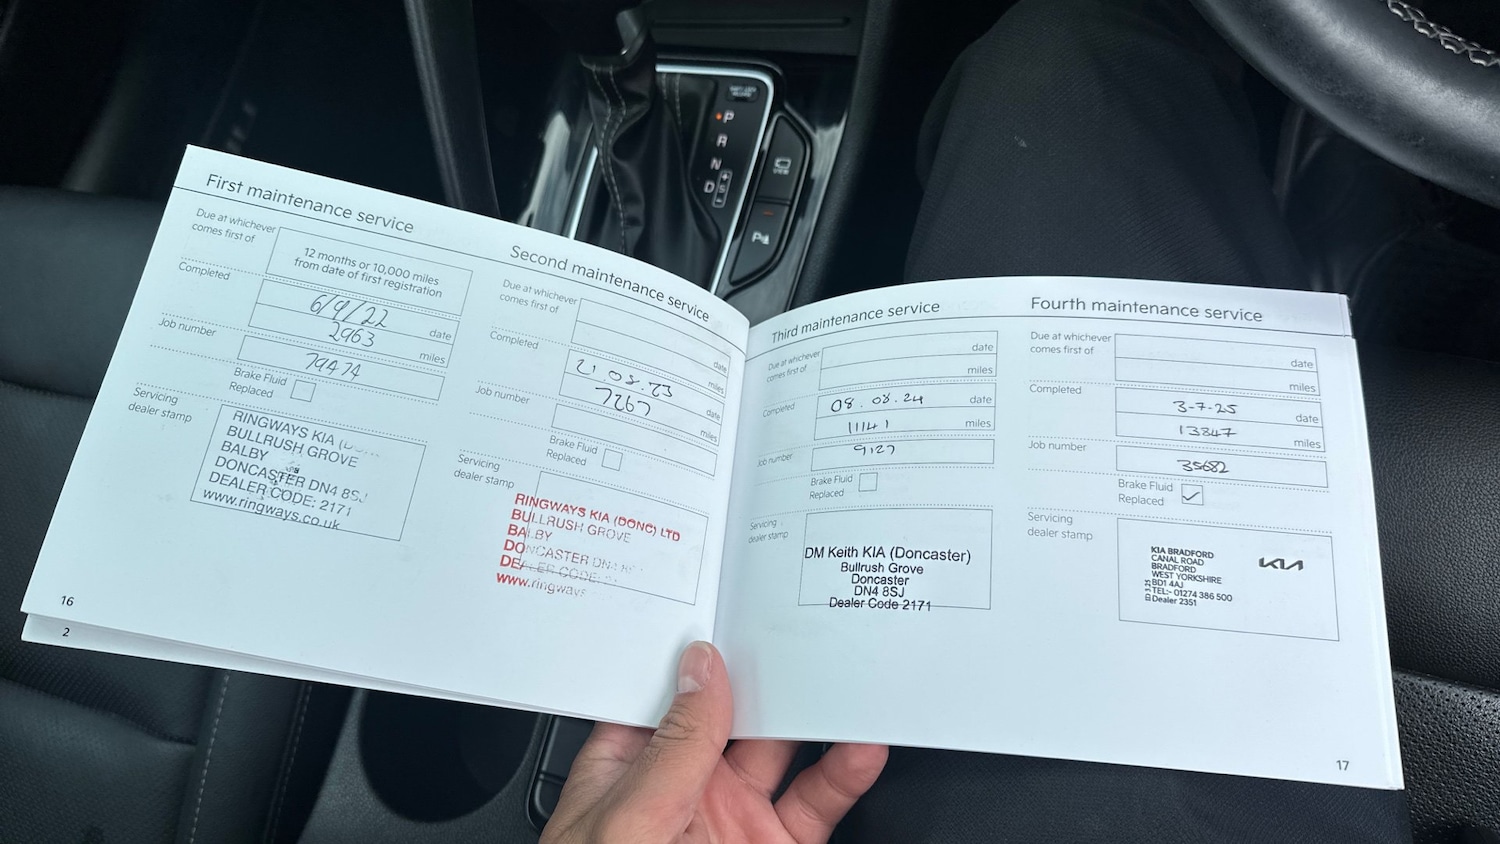 First maintenance service
Due at whichever
comes first of
12 months or 10,000 miles
from date of first registration
Completed
6/9/22
date
2963
miles
Job number
79474
Brake Fluid
Replaced
Servicing
dealer stamp
RINGWAYS KIA
BULLRUSH GROVE
BALBY
DONCASTER DN4 8SJ
DEALER CODE: 2171
www.ringways.co.uk
16
2
Second maintenance service
Due at whichever
comes first of
date
miles
Completed
21.08.23
date
7267
miles
Job number
Brake Fluid
Replaced
Servicing
dealer stamp
RINGWAYS KIA (DONC) LTD
BULLRUSH GROVE
BALBY
DONCASTER DN4
DEALER CODE:
www.ringways
Third maintenance service
Due at whichever
comes first of
date
miles
Completed
08.08.24
date
11141
miles
Job number
9127
Brake Fluid
Replaced
Servicing
dealer stamp
DM Keith KIA (Doncaster)
Bullrush Grove
Doncaster
DN4 8SJ
Dealer Code 2171
Fourth maintenance service
Due at whichever
comes first of
date
miles
Completed
3-7-25
date
13847
miles
Job number
35682
Brake Fluid
Replaced
Servicing
dealer stamp
KIA BRADFORD
CANAL ROAD
BRADFORD
WEST YORKSHIRE
BD1 4AJ
TEL:- 01274 386 500
Dealer 2351
KIA
17
P
R
N
D
+
S
-
VIEW